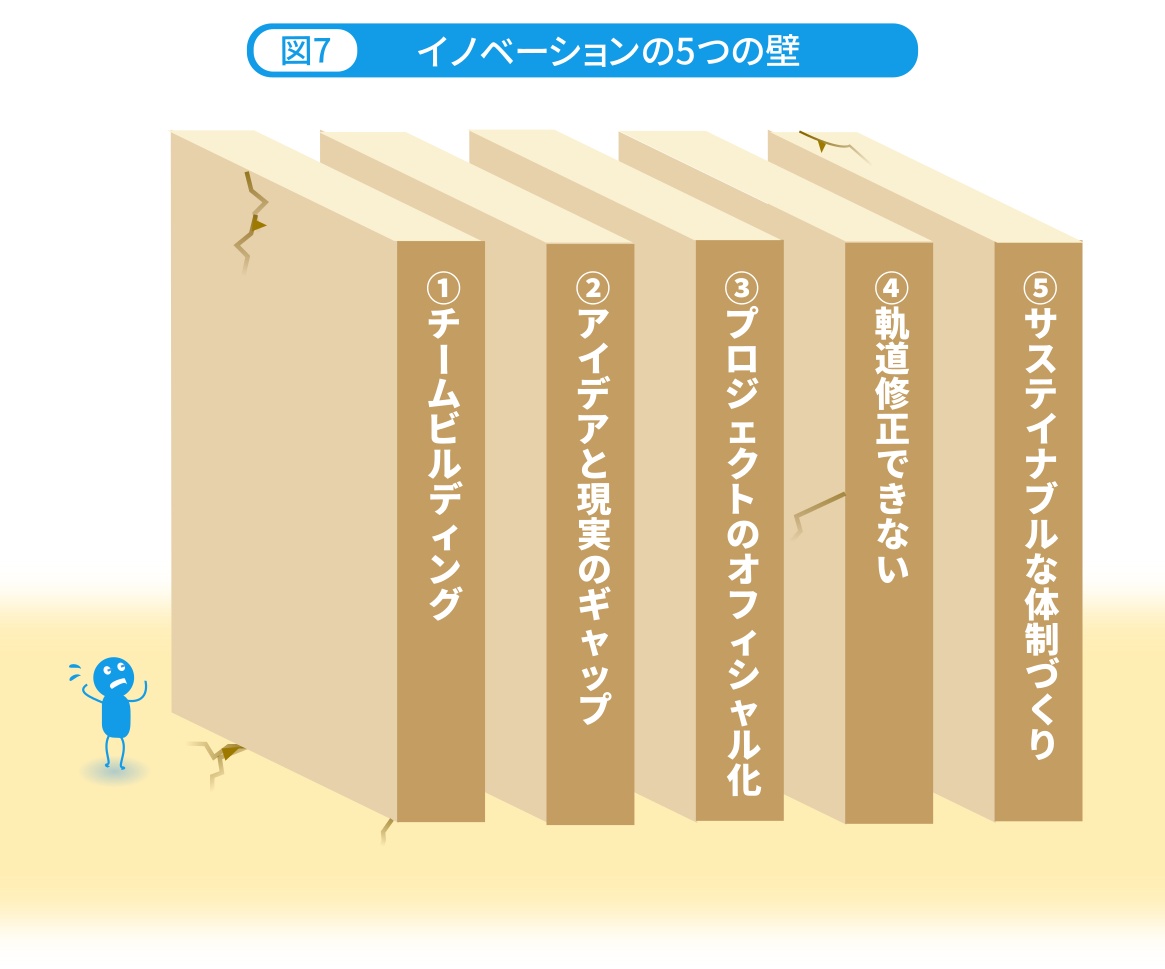 図7 イノベーションの5つの壁
①チームビルディング
②アイデアと現実のギャップ
③プロジェクトのオフィシャル化
④軌道修正できない
⑤サステイナブルな体制づくり